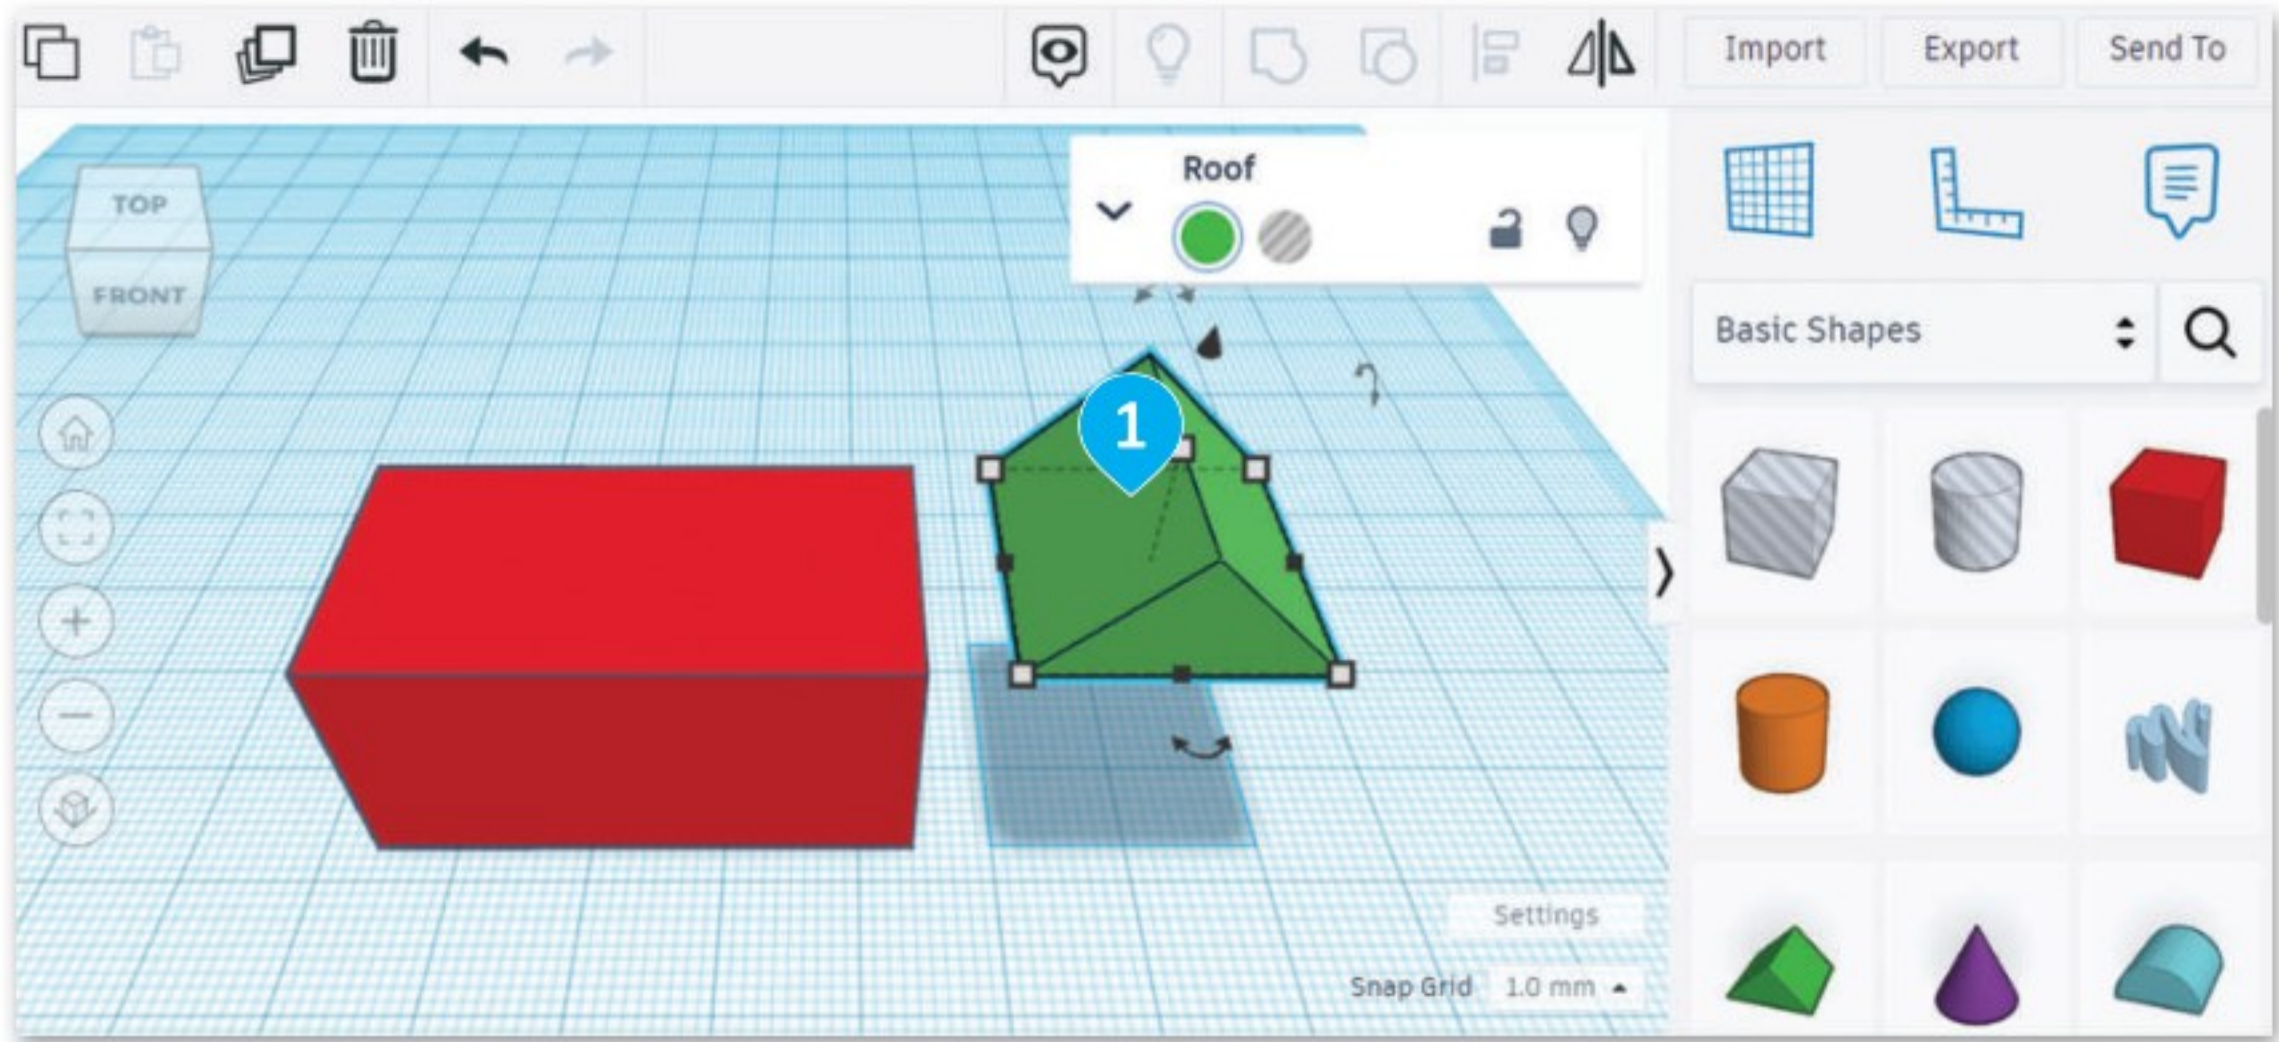 Import
Export
Send To
TOP
FRONT
Roof
1
Basic Shapes
Settings
Snap Grid 1.0 mm